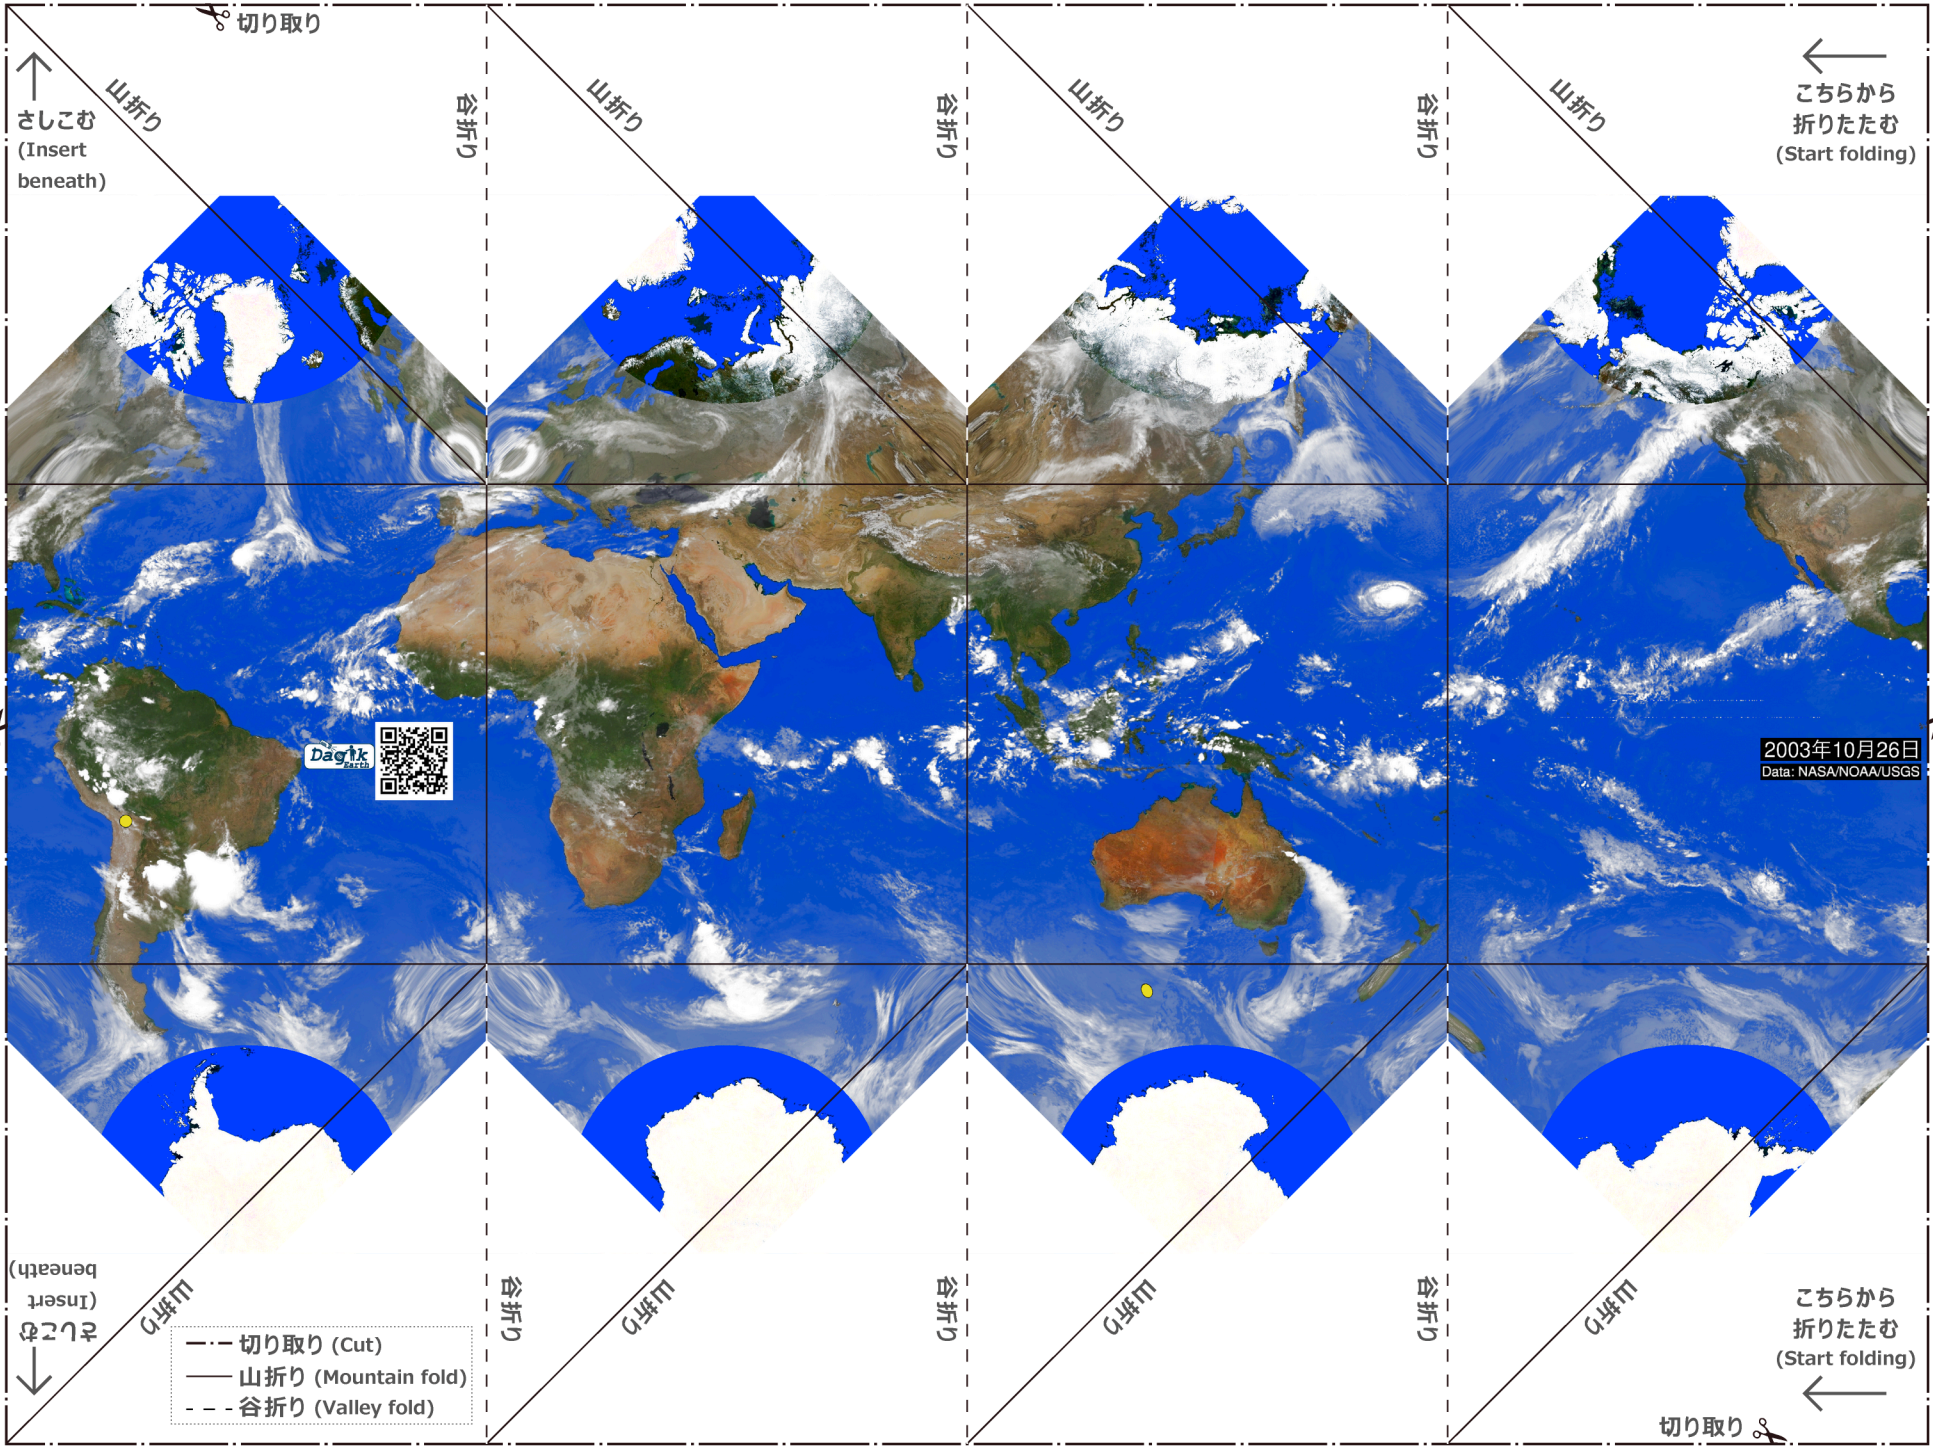 切り取り
山折り
谷折り
山折り
谷折り
山折り
谷折り
山折り
さしこむ
(Insert
beneath)
こちらから
折りたたむ
(Start folding)
Dagik
Earth
2003年10月26日
Data: NASA/NOAA/USGS
さしこむ
(Insert
beneath)
山折り
谷折り
山折り
谷折り
山折り
谷折り
山折り
切り取り (Cut)
山折り (Mountain fold)
谷折り (Valley fold)
こちらから
折りたたむ
(Start folding)
切り取り